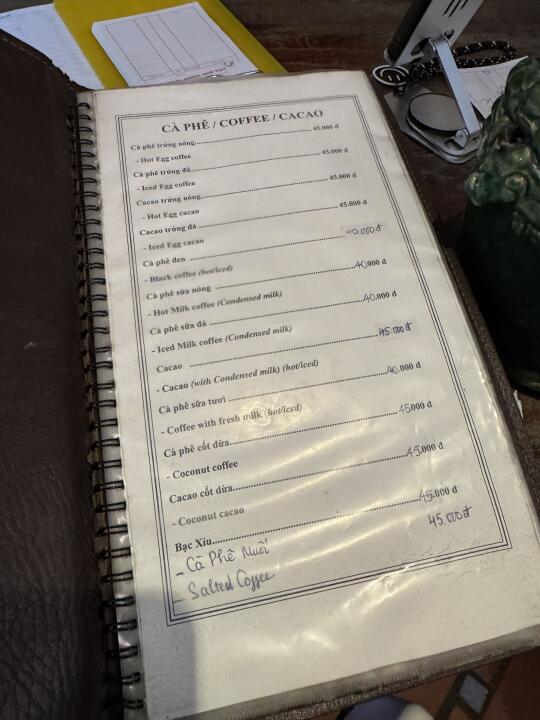 CÀ PHÊ / COFFEE / CACAO
Cà phê trứng nóng........................................ 45.000 đ
- Hot Egg coffee
Cà phê trứng đá........................................ 45.000 đ
- Iced Egg coffee
Cacao trứng nóng........................................ 45.000 đ
- Hot Egg cacao
Cacao trứng đá ........................................ 45.000 đ
- Iced Egg cacao
Cà phê đen ........................................ 40.000đ
- Black coffee (hot/iced)
Cà phê sữa nóng ........................................40.000 đ
- Hot Milk coffee (Condensed milk)
Cà phê sữa đá ........................................40.000 đ
- Iced Milk coffee (Condensed milk)
Cacao ........................................45.000đ
- Cacao (with Condensed milk) (hot/iced)
Cà phê sữa tươi ........................................40.000 đ
- Coffee with fresh milk (hot/iced)
Cà phê cốt dừa........................................45.000 đ
- Coconut coffee
Cacao cốt dừa........................................45.000 đ
- Coconut cacao
Bạc Xỉu........................................45.000 đ
- Cà Phê Muối 45.000đ
- Salted Coffee